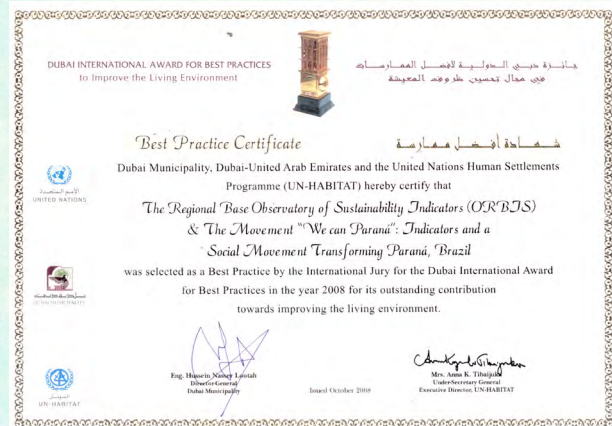 DUBAI INTERNATIONAL AWARD FOR BEST PRACTICES
to Improve the Living Environment
جائزة دبي الدولية لأفضل الممارسات
في مجال تحسين ظروف المعيشة
Best Practice Certificate
شهادة أفضل ممارسة
Dubai Municipality, Dubai-United Arab Emirates and the United Nations Human Settlements
Programme (UN-HABITAT) hereby certify that
The Regional Base Observatory of Sustainability Indicators (ORBIS)
& The Movement "We can Paraná": Indicators and a
Social Movement Transforming Paraná, Brazil
was selected as a Best Practice by the International Jury for the Dubai International Award
for Best Practices in the year 2008 for its outstanding contribution
towards improving the living environment.
الأمم المتحدة
UNITED NATIONS
UN-HABITAT
Eng. Hussein Nasser Lootah
Director General
Dubai Municipality
Issued October 2008
Mrs. Anna K. Tibaijuka
Under-Secretary General
Executive Director, UN-HABITAT